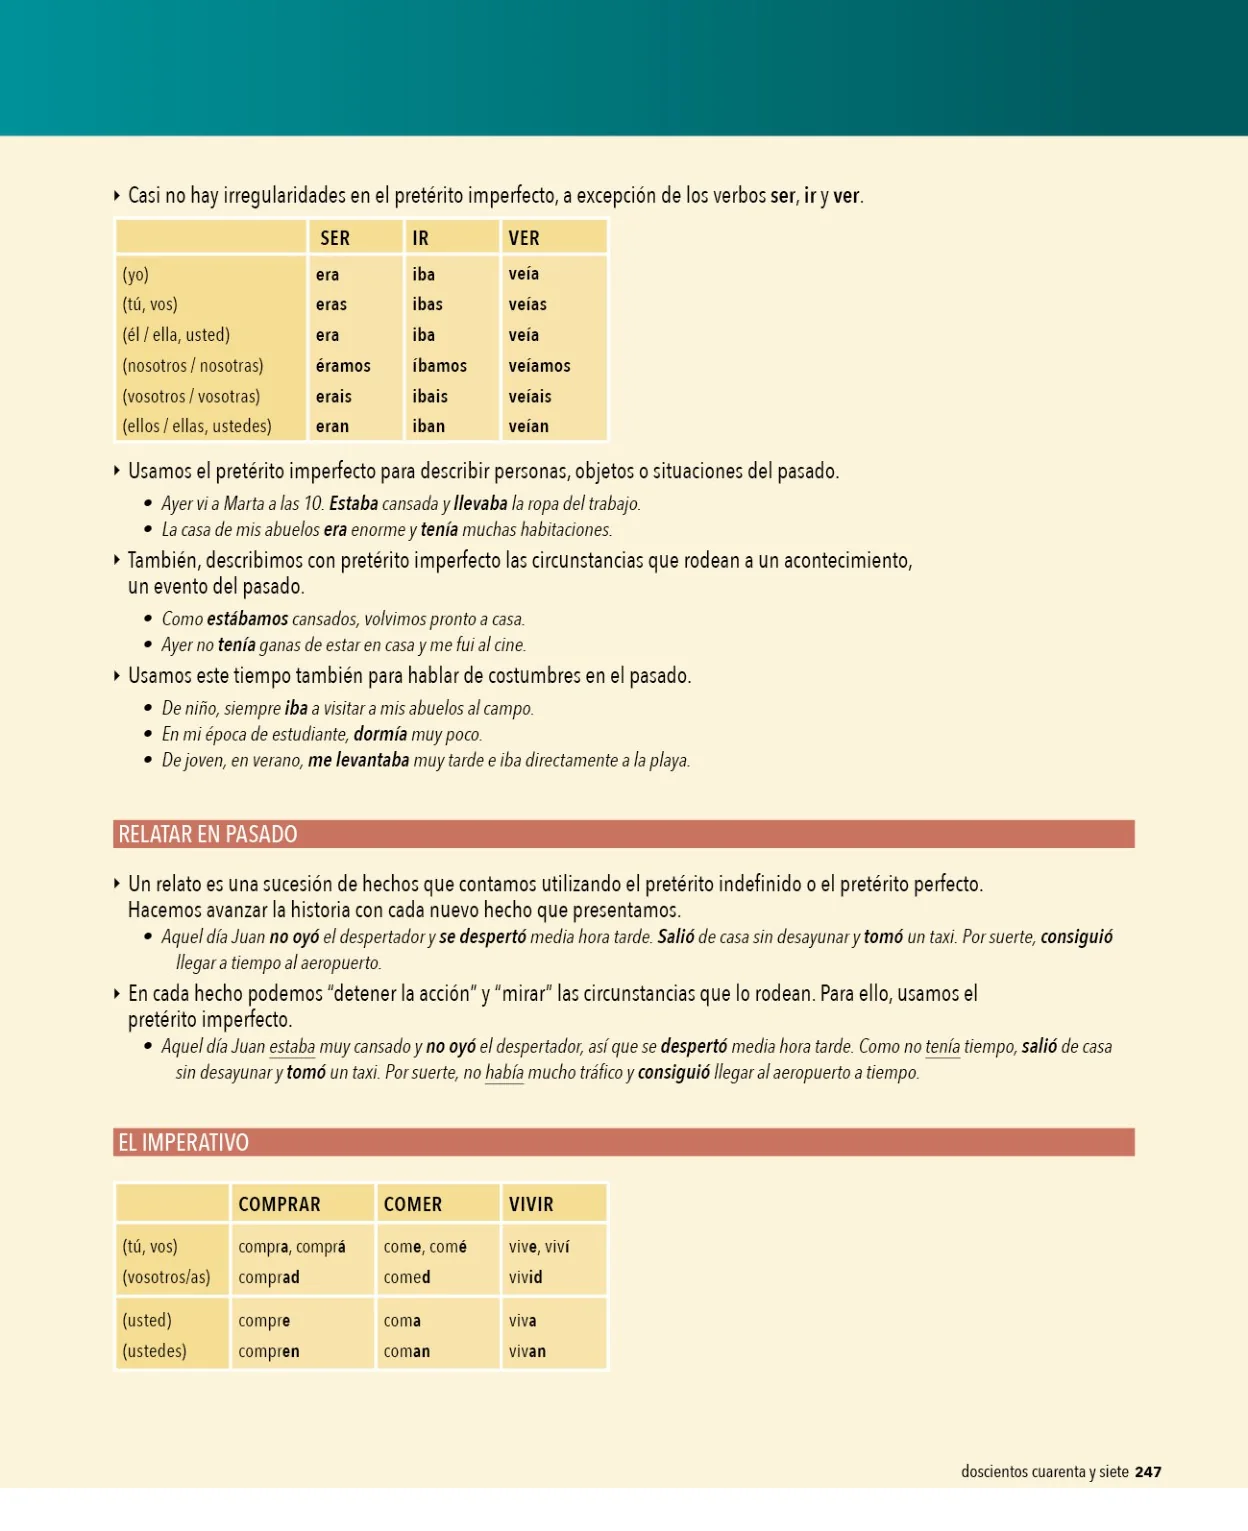 Casi no hay irregularidades en el pretérito imperfecto, a excepción de los verbos ser, ir y ver.
SER IR VER
(yo) era iba veía
(tú, vos) eras ibas veías
(él / ella, usted) era iba veía
(nosotros / nosotras) éramos íbamos veíamos
(vosotros / vosotras) erais ibais veíais
(ellos / ellas, ustedes) eran iban veían
Usamos el pretérito imperfecto para describir personas, objetos o situaciones del pasado.
• Ayer vi a Marta a las 10. Estaba cansada y llevaba la ropa del trabajo.
• La casa de mis abuelos era enorme y tenía muchas habitaciones.
También, describimos con pretérito imperfecto las circunstancias que rodean a un acontecimiento,
un evento del pasado.
• Como estábamos cansados, volvimos pronto a casa.
• Ayer no tenía ganas de estar en casa y me fui al cine.
Usamos este tiempo también para hablar de costumbres en el pasado.
• De niño, siempre iba a visitar a mis abuelos al campo.
• En mi época de estudiante, dormía muy poco.
• De joven, en verano, me levantaba muy tarde e iba directamente a la playa.
RELATAR EN PASADO
Un relato es una sucesión de hechos que contamos utilizando el pretérito indefinido o el pretérito perfecto.
Hacemos avanzar la historia con cada nuevo hecho que presentamos.
• Aquel día Juan no oyó el despertador y se despertó media hora tarde. Salió de casa sin desayunar y tomó un taxi. Por suerte, consiguió
llegar a tiempo al aeropuerto.
En cada hecho podemos “detener la acción” y “mirar” las circunstancias que lo rodean. Para ello, usamos el
pretérito imperfecto.
• Aquel día Juan estaba muy cansado y no oyó el despertador, así que se despertó media hora tarde. Como no tenía tiempo, salió de casa
sin desayunar y tomó un taxi. Por suerte, no había mucho tráfico y consiguió llegar al aeropuerto a tiempo.
EL IMPERATIVO
COMPRAR COMER VIVIR
(tú, vos) compra, comprá come, comé vive, viví
(vosotros/as) comprad comed vivid
(usted) compre coma viva
(ustedes) compren coman vivan
doscientos cuarenta y siete 247